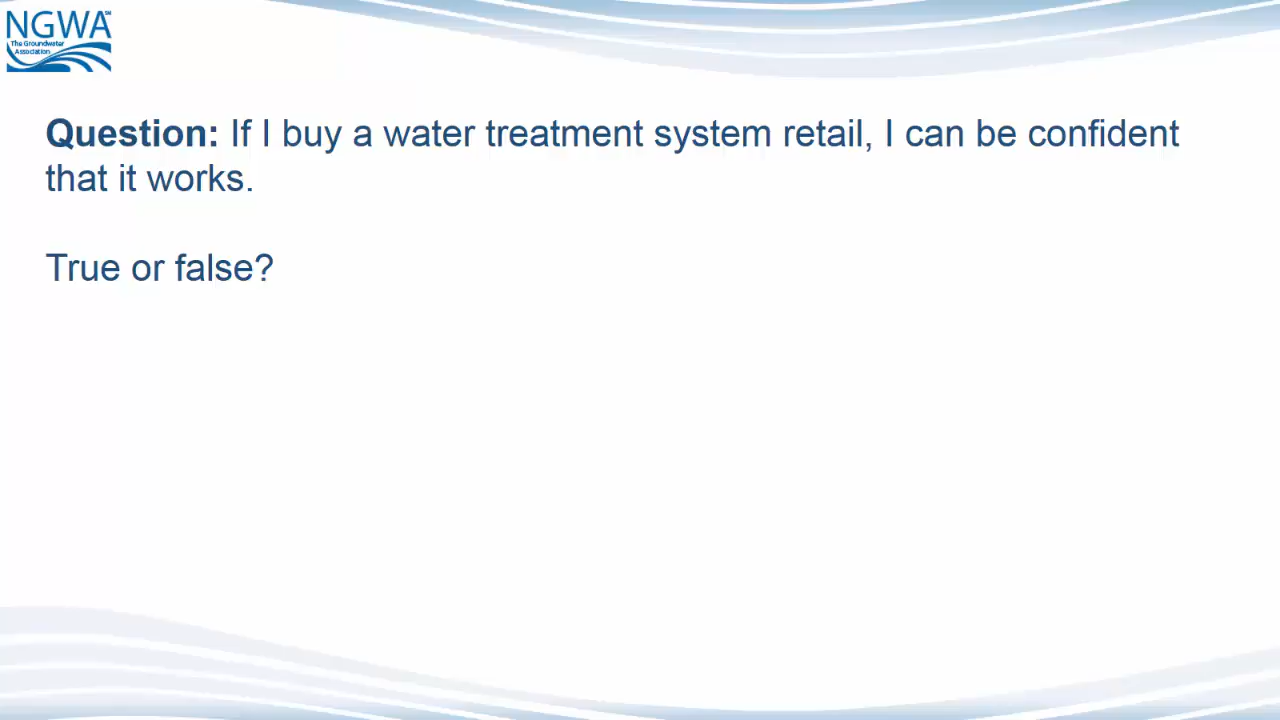 NGWA
The Groundwater
Association
Question: If I buy a water treatment system retail, I can be confident
that it works.
True or false?